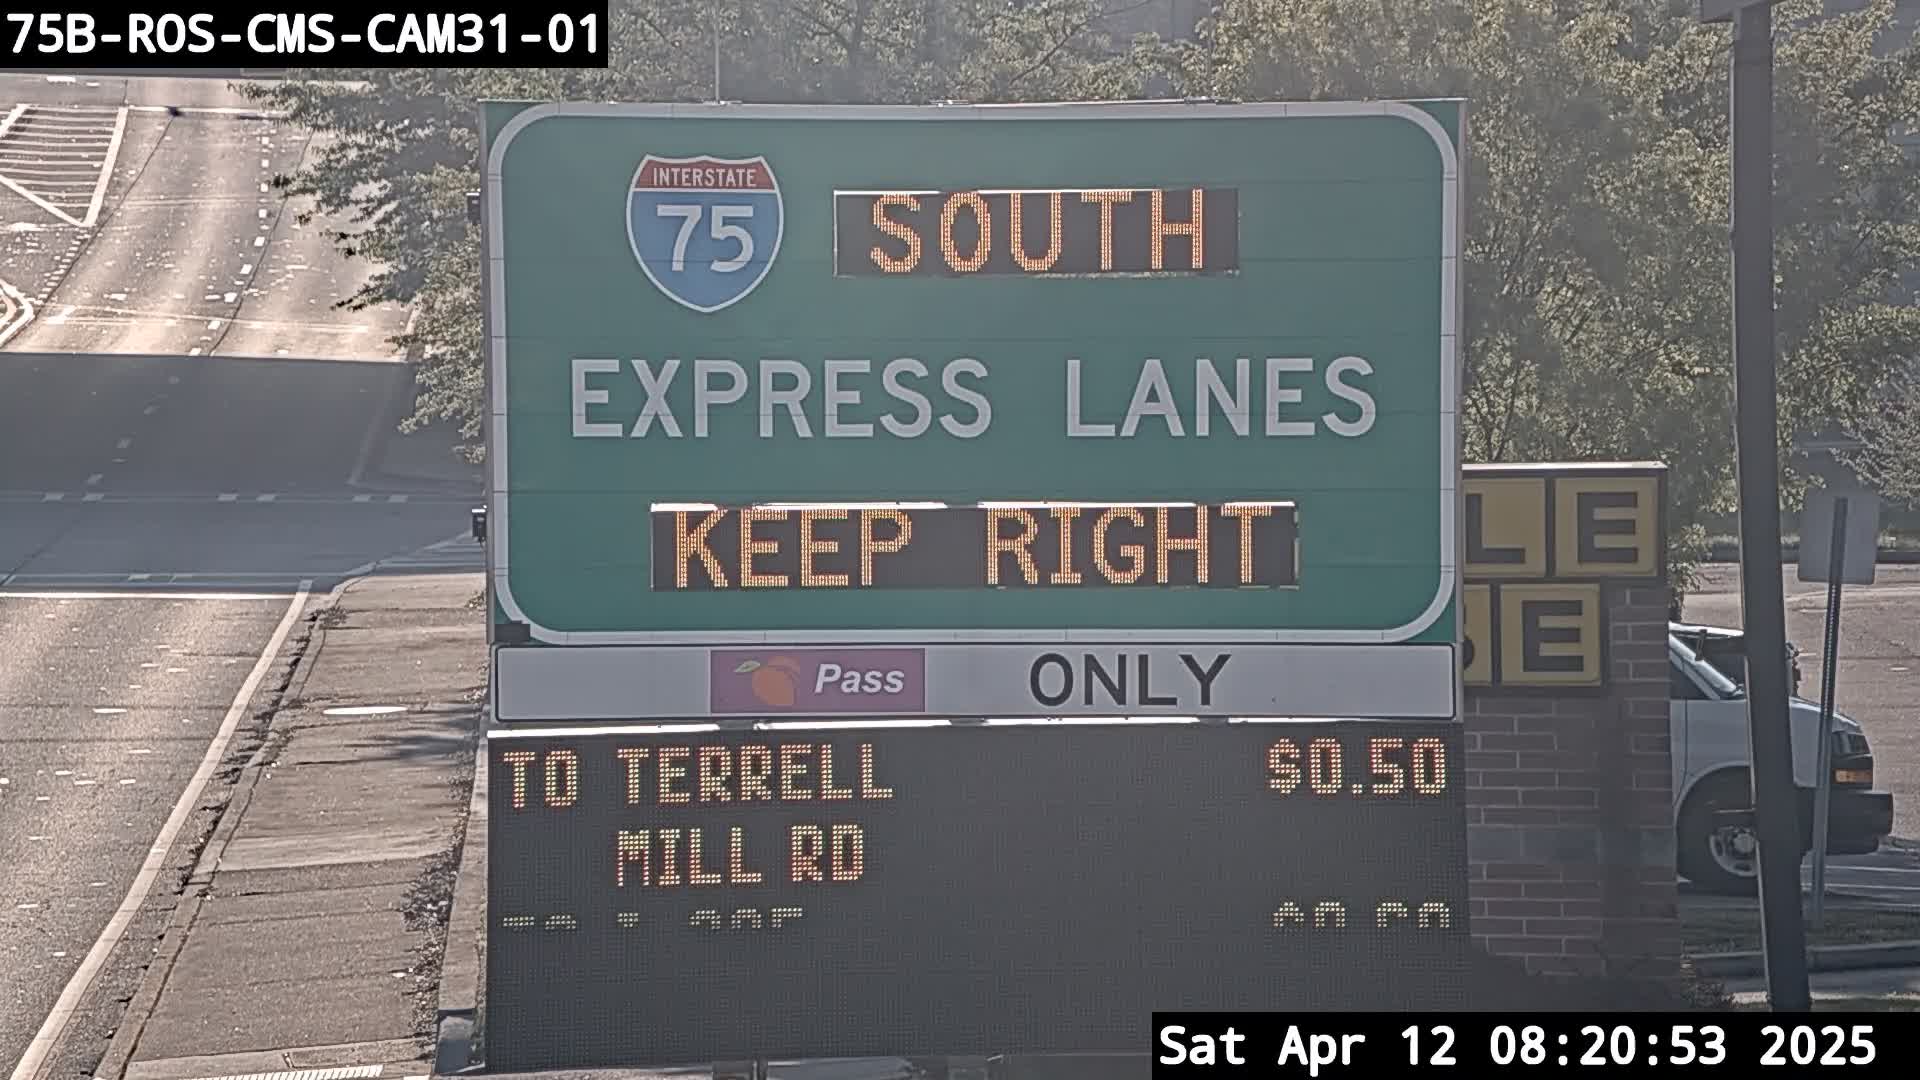 75B-ROS-CMS-CAM31-01
INTERSTATE
75
SOUTH
EXPRESS LANES
KEEP RIGHT
Pass ONLY
TO TERRELL $0.50
MILL RD
LE
E
Sat Apr 12 08:20:53 2025